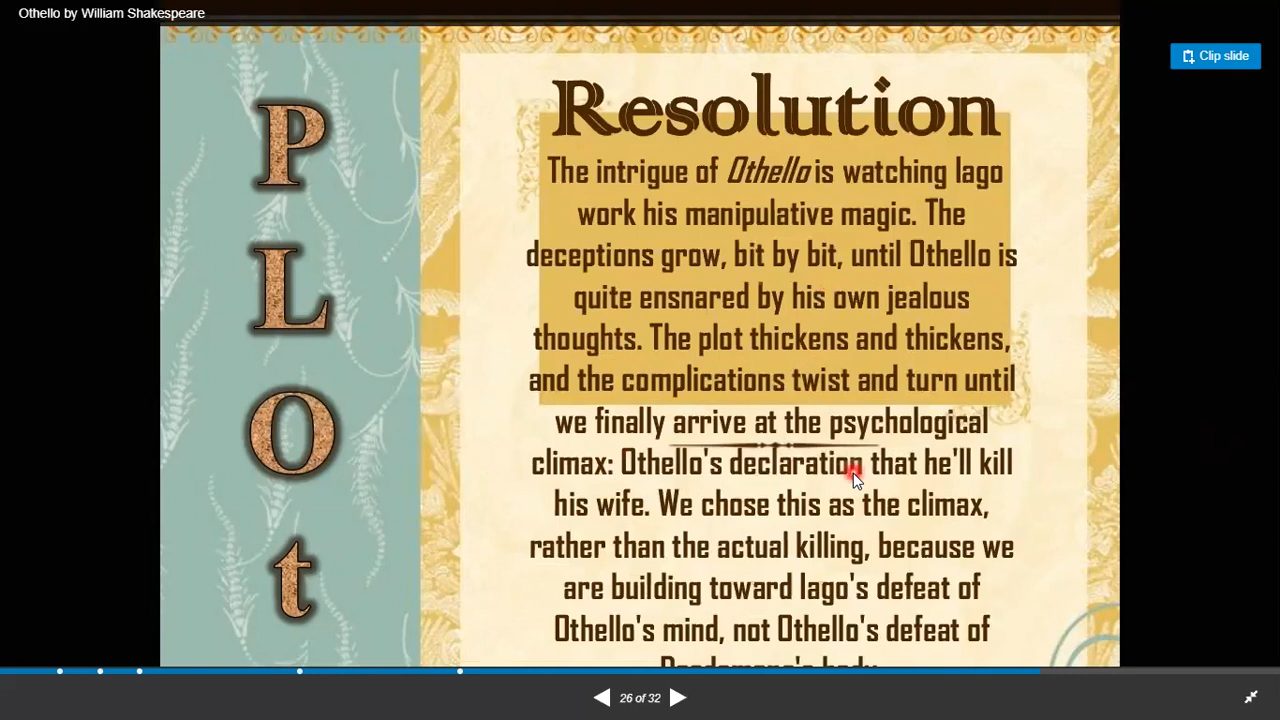 Othello by William Shakespeare
Clip slide
PLOt
Resolution
The intrigue of Othello is watching Iago
work his manipulative magic. The
deceptions grow, bit by bit, until Othello is
quite ensnared by his own jealous
thoughts. The plot thickens and thickens,
and the complications twist and turn until
we finally arrive at the psychological
climax: Othello's declaration that he'll kill
his wife. We chose this as the climax,
rather than the actual killing, because we
are building toward Iago's defeat of
Othello's mind, not Othello's defeat of
26 of 32